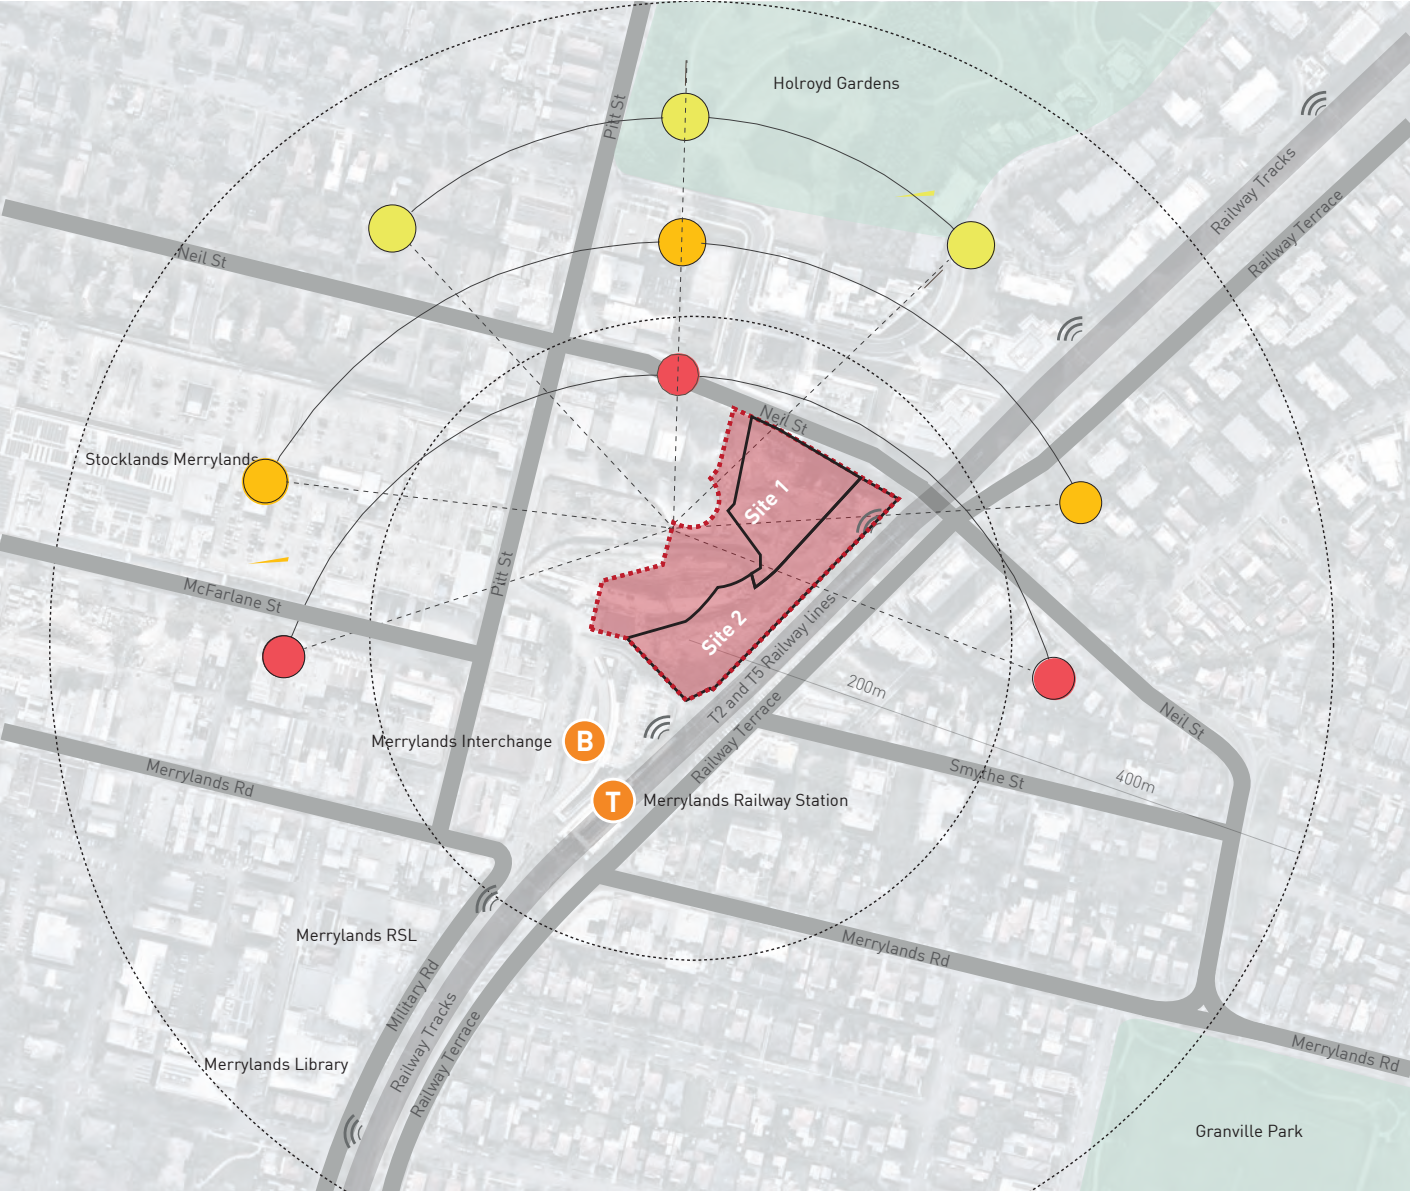 Holroyd Gardens
Pitt St
Railway Tracks
Railway Terrace
Neil St
Neil St
Stocklands Merrylands
Site 1
Pitt St
McFarlane St
Site 2
T2 and T5 Railway lines
200m
Neil St
Railway Terrace
Merrylands Interchange
B
Merrylands Rd
Smythe St
400m
T
Merrylands Railway Station
Merrylands RSL
Merrylands Rd
Military Rd
Railway Tracks
Railway Terrace
Merrylands Rd
Merrylands Library
Granville Park